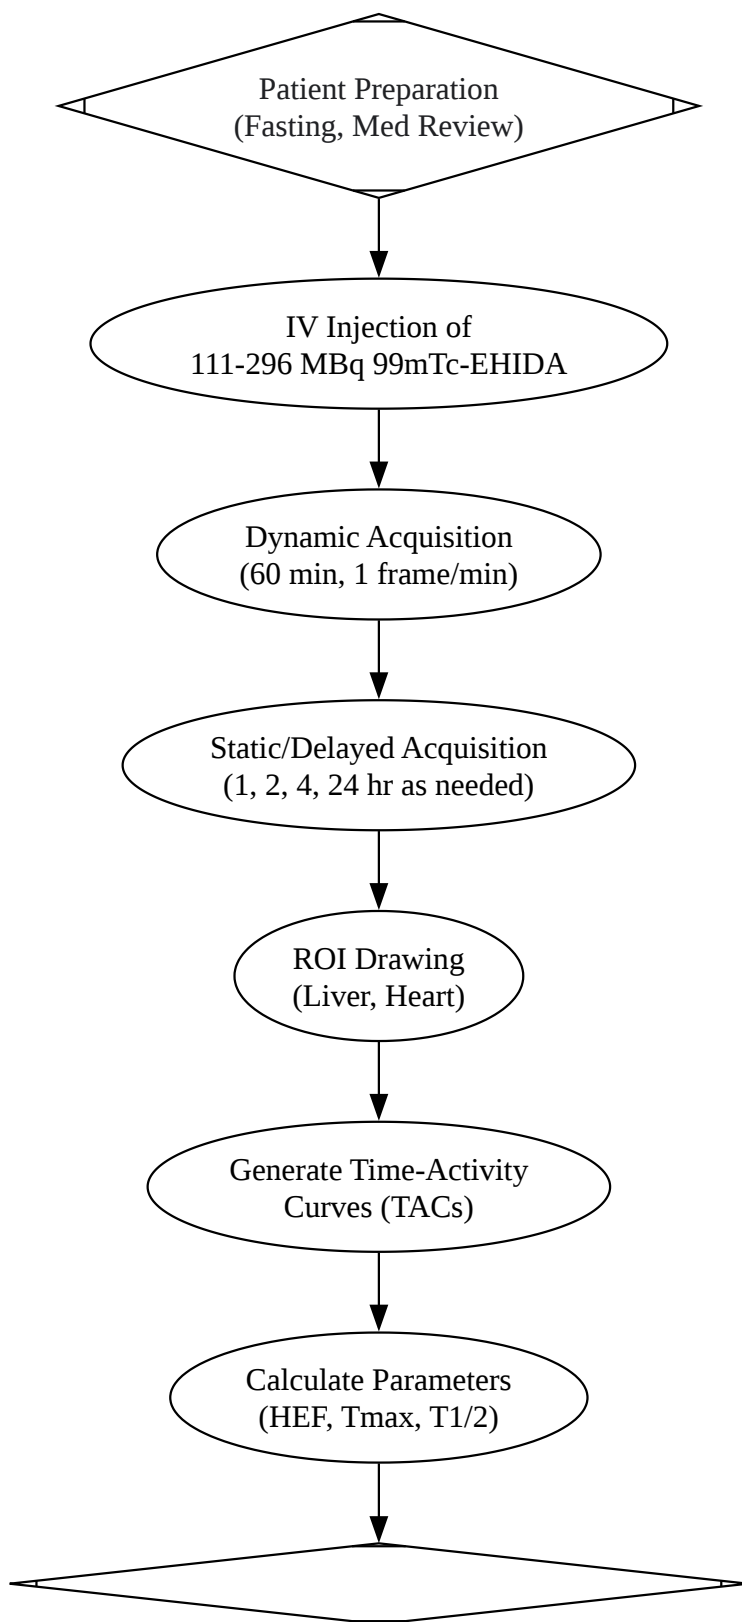 Patient Preparation
(Fasting, Med Review)
IV Injection of
111-296 MBq 99mTc-EHIDA
Dynamic Acquisition
(60 min, 1 frame/min)
Static/Delayed Acquisition
(1, 2, 4, 24 hr as needed)
ROI Drawing
(Liver, Heart)
Generate Time-Activity
Curves (TACs)
Calculate Parameters
(HEF, Tmax, T1/2)